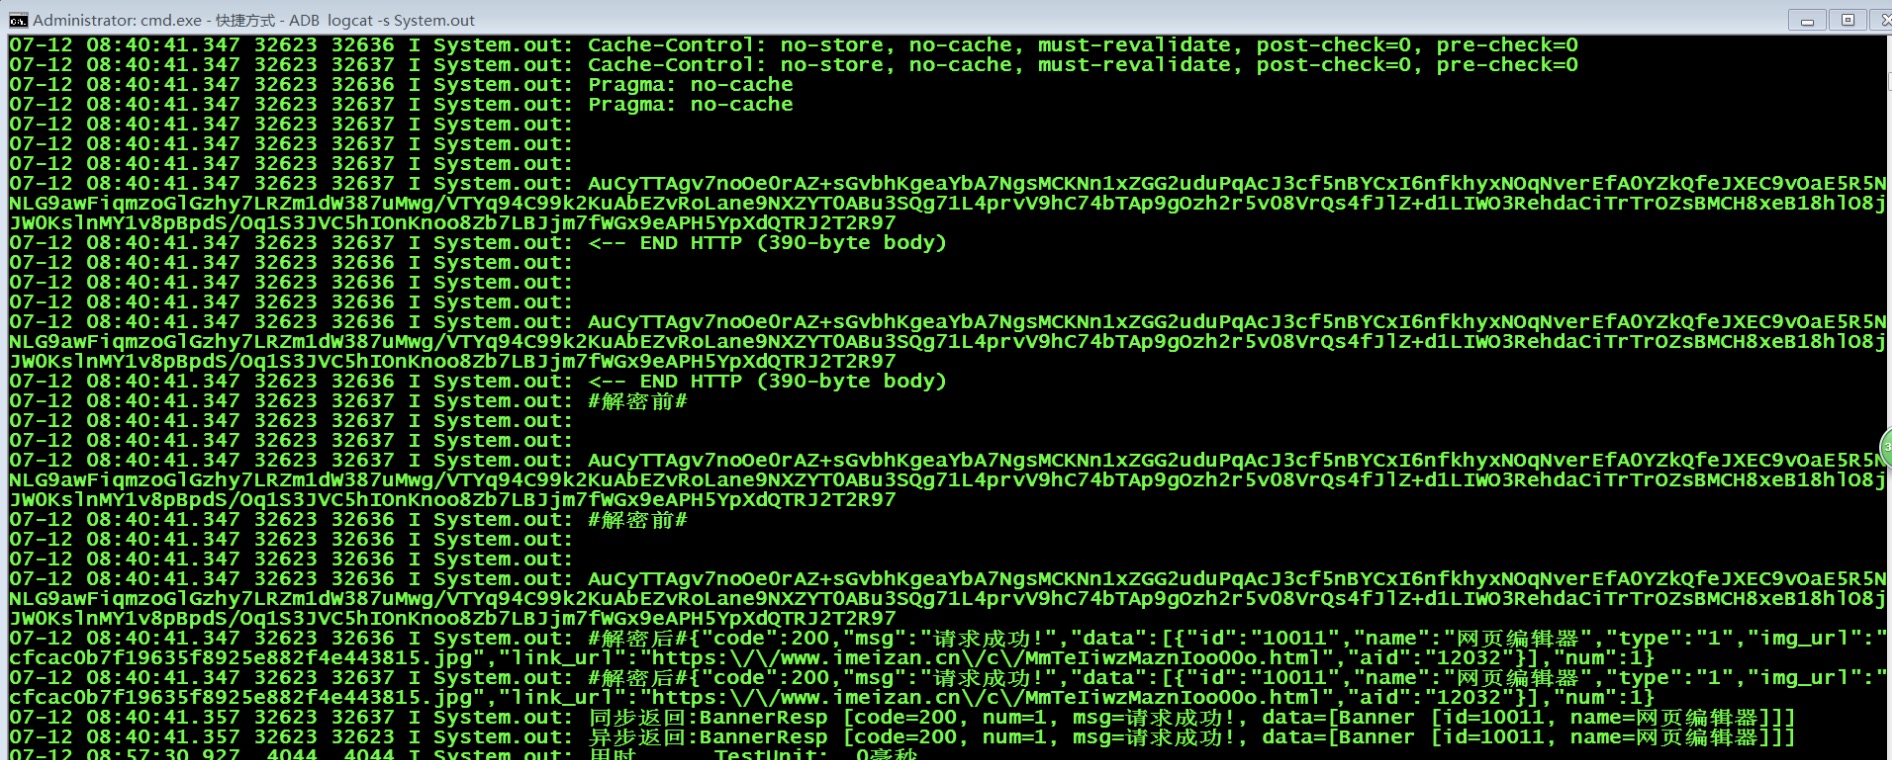 Administrator: cmd.exe - 快捷方式 - ADB  logcat -s System.out
07-12 08:40:41.347 32623 32636 I System.out: Cache-Control: no-store, no-cache, must-revalidate, post-check=0, pre-check=0
07-12 08:40:41.347 32623 32637 I System.out: Cache-Control: no-store, no-cache, must-revalidate, post-check=0, pre-check=0
07-12 08:40:41.347 32623 32636 I System.out: Pragma: no-cache
07-12 08:40:41.347 32623 32637 I System.out: Pragma: no-cache
07-12 08:40:41.347 32623 32637 I System.out:
07-12 08:40:41.347 32623 32637 I System.out:
07-12 08:40:41.347 32623 32637 I System.out:
07-12 08:40:41.347 32623 32637 I System.out: AuCyTTAgv7noOe0rAZ+sGvbhKgeaYbA7NgsMCKNn1xZGG2uduPqAcJ3cf5nBYCxI6nfkhyxNOqNverEfA0YZkQfeJXEC9vOaE5R5N
NLG9awFiqmzoGlGzhy7LRZm1dW387uMwg/VTYq94C99k2KuAbEZvRoLane9NXZYT0ABu3SQg71L4prvV9hC74bTAp9gOzh2r5v08VrQs4fJlZ+d1LIWO3RehdaCiTrTrOZsBMCH8xeB18hlO8j
JWOKslnMY1v8pBpdS/Oq1S3JVC5hIOnKnoo8Zb7LBJjm7fWGx9eAPH5YpXdQTRJ2T2R97
07-12 08:40:41.347 32623 32637 I System.out: <-- END HTTP (390-byte body)
07-12 08:40:41.347 32623 32636 I System.out:
07-12 08:40:41.347 32623 32636 I System.out:
07-12 08:40:41.347 32623 32636 I System.out:
07-12 08:40:41.347 32623 32636 I System.out: AuCyTTAgv7noOe0rAZ+sGvbhKgeaYbA7NgsMCKNn1xZGG2uduPqAcJ3cf5nBYCxI6nfkhyxNOqNverEfA0YZkQfeJXEC9vOaE5R5N
NLG9awFiqmzoGlGzhy7LRZm1dW387uMwg/VTYq94C99k2KuAbEZvRoLane9NXZYT0ABu3SQg71L4prvV9hC74bTAp9gOzh2r5v08VrQs4fJlZ+d1LIWO3RehdaCiTrTrOZsBMCH8xeB18hlO8j
JWOKslnMY1v8pBpdS/Oq1S3JVC5hIOnKnoo8Zb7LBJjm7fWGx9eAPH5YpXdQTRJ2T2R97
07-12 08:40:41.347 32623 32636 I System.out: <-- END HTTP (390-byte body)
07-12 08:40:41.347 32623 32637 I System.out: #解密前#
07-12 08:40:41.347 32623 32637 I System.out:
07-12 08:40:41.347 32623 32637 I System.out:
07-12 08:40:41.347 32623 32637 I System.out: AuCyTTAgv7noOe0rAZ+sGvbhKgeaYbA7NgsMCKNn1xZGG2uduPqAcJ3cf5nBYCxI6nfkhyxNOqNverEfA0YZkQfeJXEC9vOaE5R5N
NLG9awFiqmzoGlGzhy7LRZm1dW387uMwg/VTYq94C99k2KuAbEZvRoLane9NXZYT0ABu3SQg71L4prvV9hC74bTAp9gOzh2r5v08VrQs4fJlZ+d1LIWO3RehdaCiTrTrOZsBMCH8xeB18hlO8j
JWOKslnMY1v8pBpdS/Oq1S3JVC5hIOnKnoo8Zb7LBJjm7fWGx9eAPH5YpXdQTRJ2T2R97
07-12 08:40:41.347 32623 32636 I System.out: #解密前#
07-12 08:40:41.347 32623 32636 I System.out:
07-12 08:40:41.347 32623 32636 I System.out:
07-12 08:40:41.347 32623 32636 I System.out: AuCyTTAgv7noOe0rAZ+sGvbhKgeaYbA7NgsMCKNn1xZGG2uduPqAcJ3cf5nBYCxI6nfkhyxNOqNverEfA0YZkQfeJXEC9vOaE5R5N
NLG9awFiqmzoGlGzhy7LRZm1dW387uMwg/VTYq94C99k2KuAbEZvRoLane9NXZYT0ABu3SQg71L4prvV9hC74bTAp9gOzh2r5v08VrQs4fJlZ+d1LIWO3RehdaCiTrTrOZsBMCH8xeB18hlO8j
JWOKslnMY1v8pBpdS/Oq1S3JVC5hIOnKnoo8Zb7LBJjm7fWGx9eAPH5YpXdQTRJ2T2R97
07-12 08:40:41.347 32623 32636 I System.out: #解密后#{"code":200,"msg":"请求成功!","data":[{"id":"10011","name":"网页编辑器","type":"1","img_url":"
cfcac0b7f19635f8925e882f4e443815.jpg","link_url":"https:\/\/www.imeizan.cn\/c\/MmTeIiwzMaznIooO0o.html","aid":"12032"}],"num":1}
07-12 08:40:41.347 32623 32637 I System.out: #解密后#{"code":200,"msg":"请求成功!","data":[{"id":"10011","name":"网页编辑器","type":"1","img_url":"
cfcac0b7f19635f8925e882f4e443815.jpg","link_url":"https:\/\/www.imeizan.cn\/c\/MmTeIiwzMaznIooO0o.html","aid":"12032"}],"num":1}
07-12 08:40:41.357 32623 32637 I System.out: 同步返回:BannerResp [code=200, num=1, msg=请求成功!, data=[Banner [id=10011, name=网页编辑器]]]
07-12 08:40:41.357 32623 32623 I System.out: 异步返回:BannerResp [code=200, num=1, msg=请求成功!, data=[Banner [id=10011, name=网页编辑器]]]
07-12 08:57:30.927  4044  4044 I System.out: 用时      TestUnit:  0毫秒